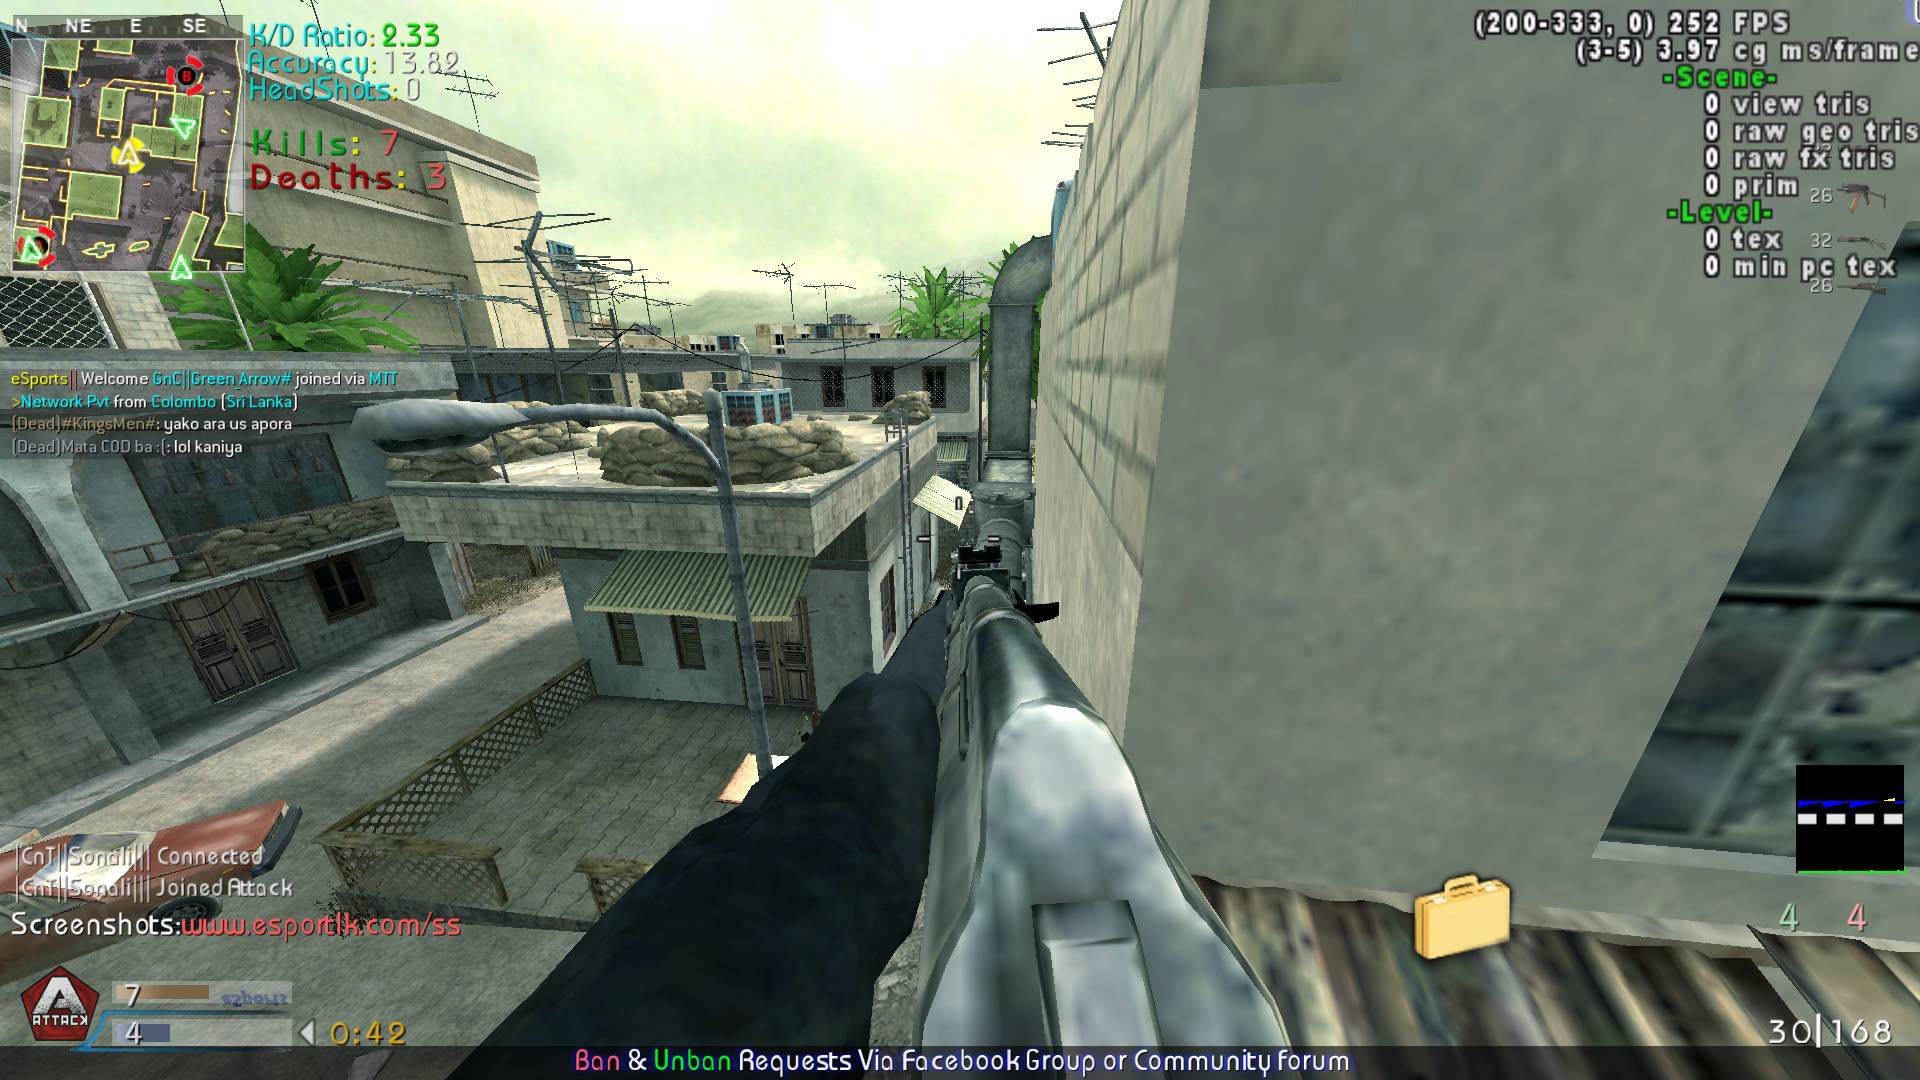 N NE E SE
K/D Ratio: 2.33
Accuracy: 13.82
HeadShots: 0
Kills: 7
Deaths: 3
B
(200-333, 0) 252 FPS
(3-5) 3.97 cg ms/frame
-Scene-
0 view tris
0 raw geo tris
0 raw fx tris
0 prim
26
-Level-
0 tex
32
0 min pc tex
26
eSports|| Welcome GnC||Green_Arrow# joined via MTT
>Network Pvt from Colombo (Sri Lanka)
(Dead)#KingsMen#: yako ara us apora
(Dead)Mata COD ba :(: lol kaniya
|CnT||Sonali||| Connected
|CnT||Sonali||| Joined Attack
Screenshots:www.esportlk.com/ss
4 4
A
ATTACK
7 eSports
4
0:42
30|168
Ban & Unban Requests Via Facebook Group or Community Forum